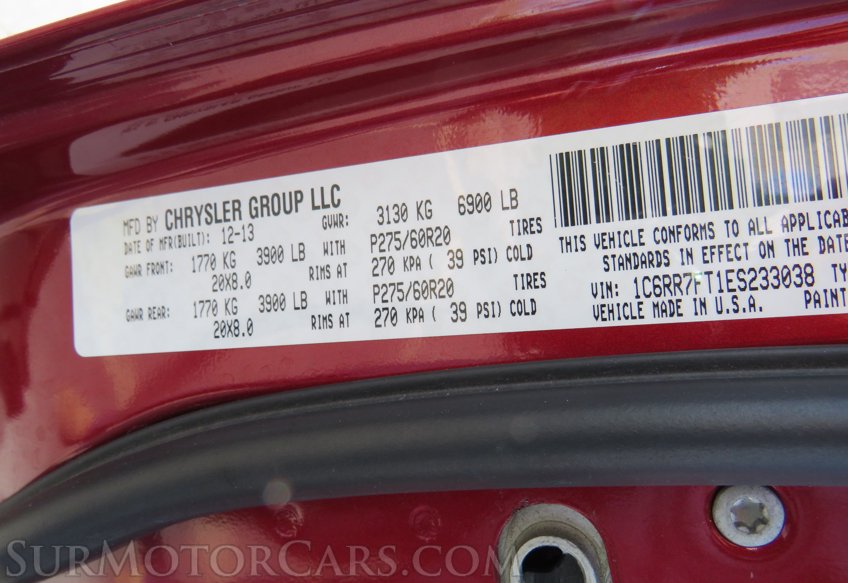 MFD BY CHRYSLER GROUP LLC
DATE OF MFR(BUILT): 12-13 GVWR: 3130 KG 6900 LB
GAWR FRONT: 1770 KG 3900 LB WITH P275/60R20 TIRES
20X8.0 RIMS AT 270 KPA ( 39 PSI) COLD
GAWR REAR: 1770 KG 3900 LB WITH P275/60R20 TIRES
20X8.0 RIMS AT 270 KPA ( 39 PSI) COLD
THIS VEHICLE CONFORMS TO ALL APPLICAB
STANDARDS IN EFFECT ON THE DATE
VIN: 1C6RR7FT1ES233038 TY
VEHICLE MADE IN U.S.A. PAINT
SURMOTORCARS.COM